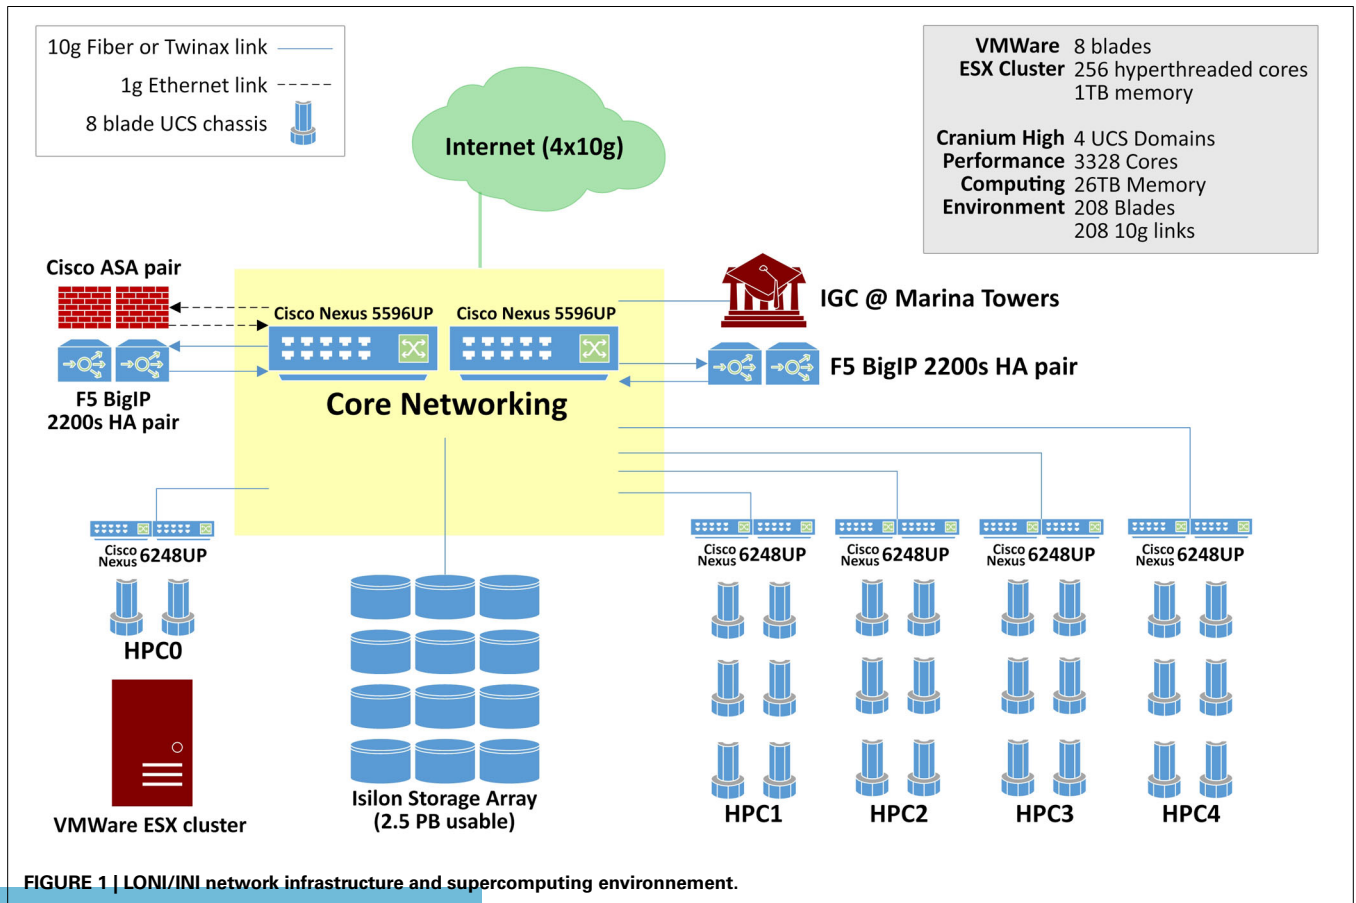 10g Fiber or Twinax link
1g Ethernet link
8 blade UCS chassis
Internet (4x10g)
VMWare 8 blades
ESX Cluster 256 hyperthreaded cores
1TB memory
Cranium High 4 UCS Domains
Performance 3328 Cores
Computing 26TB Memory
Environment 208 Blades
208 10g links
Cisco ASA pair
Cisco Nexus 5596UP
Cisco Nexus 5596UP
IGC @ Marina Towers
F5 BigIP
2200s HA pair
F5 BigIP 2200s HA pair
Core Networking
Cisco
Nexus 6248UP
HPC0
VMWare ESX cluster
Isilon Storage Array
(2.5 PB usable)
Cisco
Nexus 6248UP
HPC1
Cisco
Nexus 6248UP
HPC2
Cisco
Nexus 6248UP
HPC3
Cisco
Nexus 6248UP
HPC4
FIGURE 1 | LONI/INI network infrastructure and supercomputing environnement.